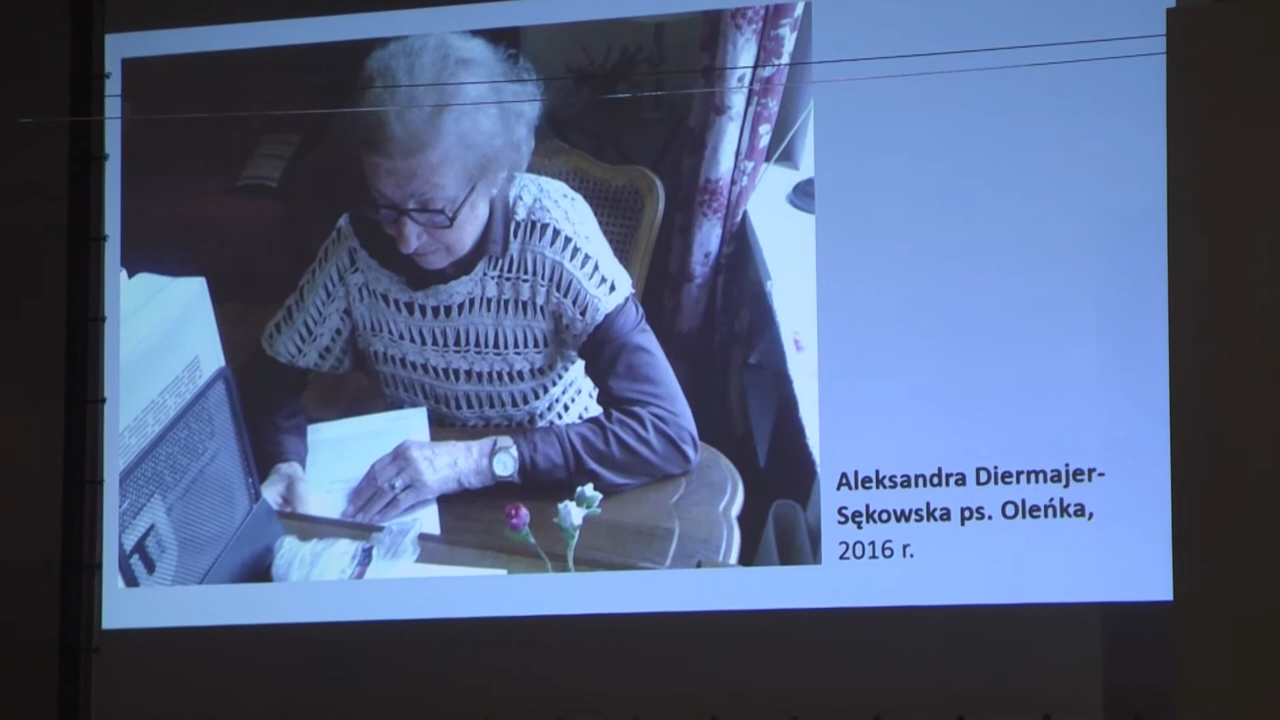 Aleksandra Diermajer-
Sękowska ps. Oleńka,
2016 r.